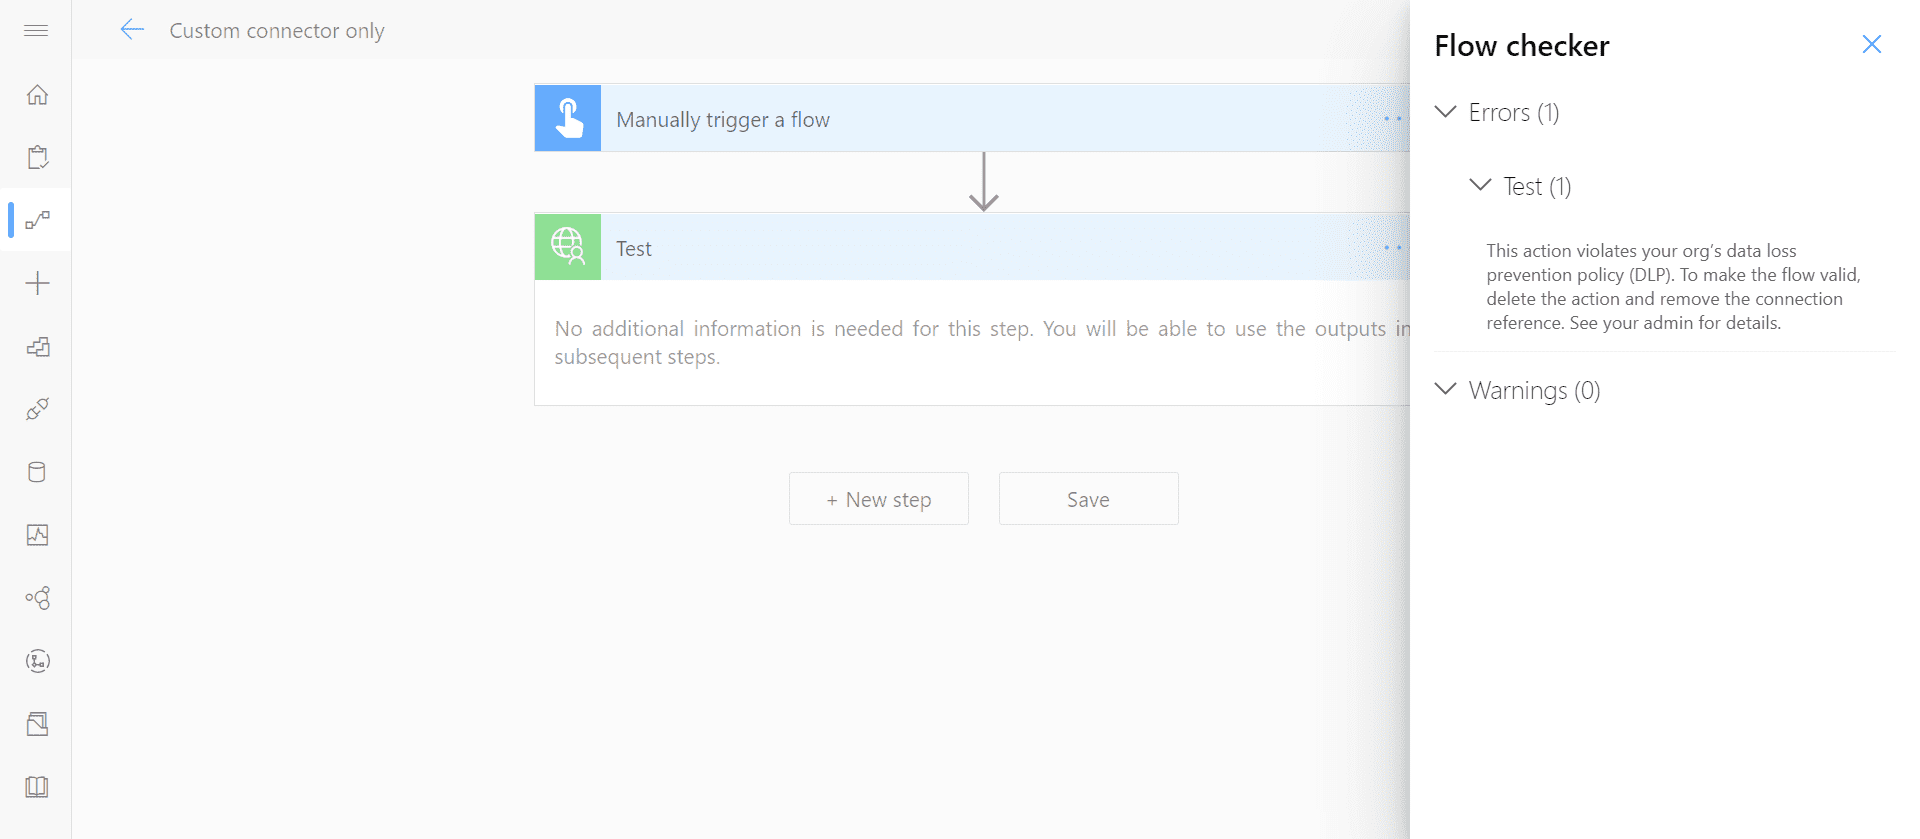 Custom connector only
Manually trigger a flow
Test
No additional information is needed for this step. You will be able to use the outputs in
subsequent steps.
+ New step
Save
Flow checker
Errors (1)
Test (1)
This action violates your org’s data loss
prevention policy (DLP). To make the flow valid,
delete the action and remove the connection
reference. See your admin for details.
Warnings (0)